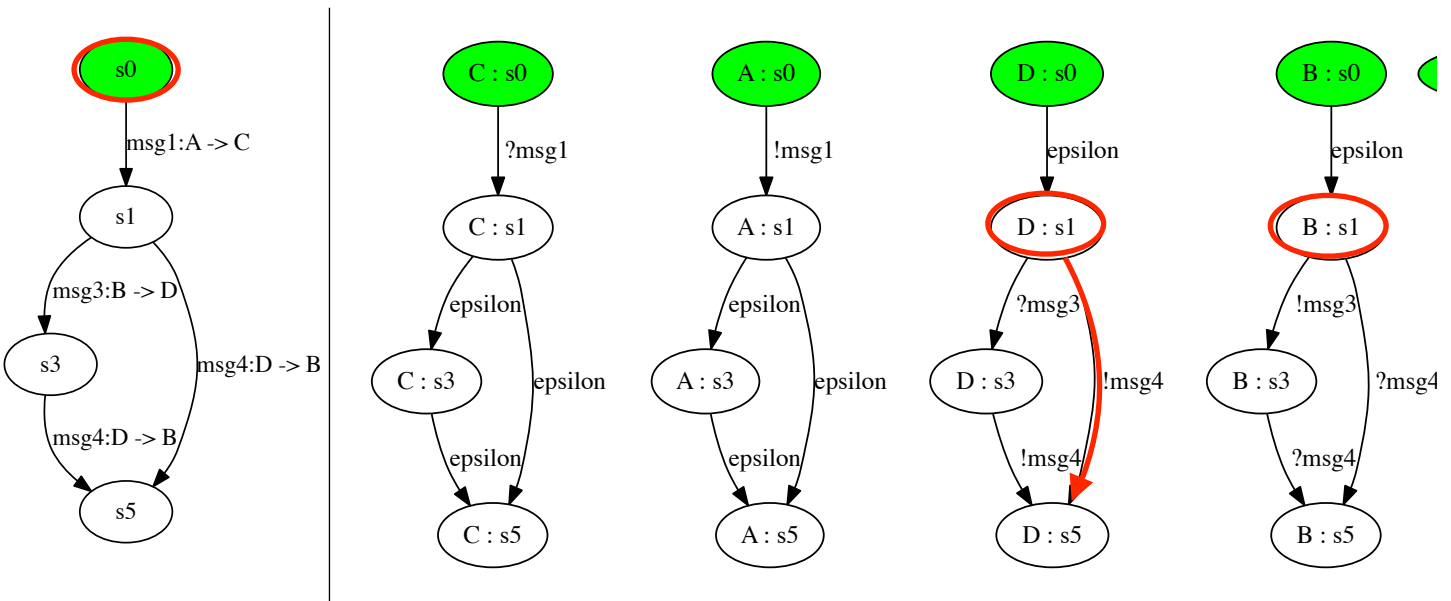 s0
msg1:A -> C
s1
msg3:B -> D
s3
msg4:D -> B
msg4:D -> B
s5
C : s0
?msg1
C : s1
epsilon
C : s3
epsilon
epsilon
C : s5
A : s0
!msg1
A : s1
epsilon
A : s3
epsilon
epsilon
A : s5
D : s0
epsilon
D : s1
?msg3
D : s3
!msg4
!msg4
D : s5
B : s0
epsilon
B : s1
!msg3
B : s3
?msg4
?msg4
B : s5